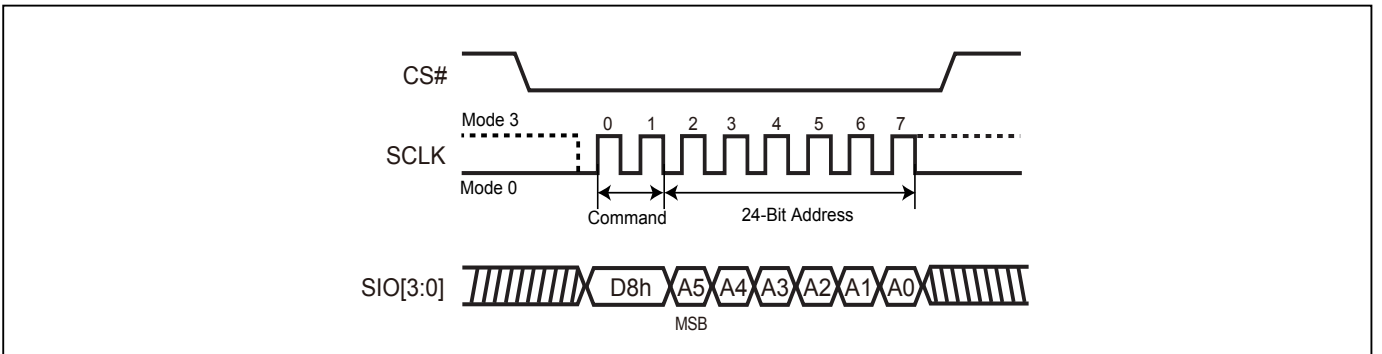 CS#
Mode 3
0 1 2 3 4 5 6 7
SCLK
Mode 0
Command
24-Bit Address
SIO[3:0]
D8h A5 A4 A3 A2 A1 A0
MSB